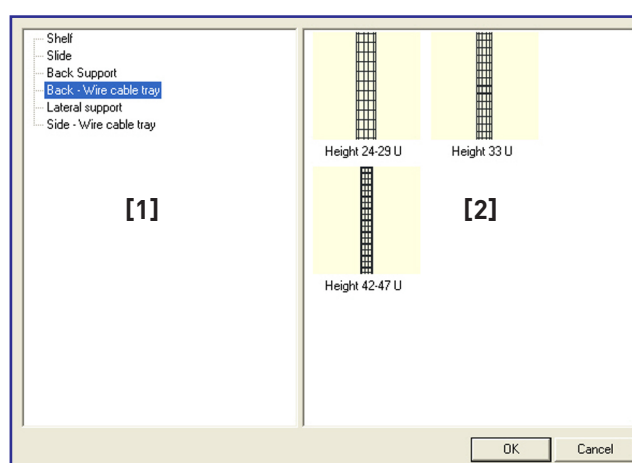 Shelf
Slide
Back Support
Back - Wire cable tray
Lateral support
Side - Wire cable tray
[1]
Height 24-29 U
Height 33 U
[2]
Height 42-47 U
OK
Cancel